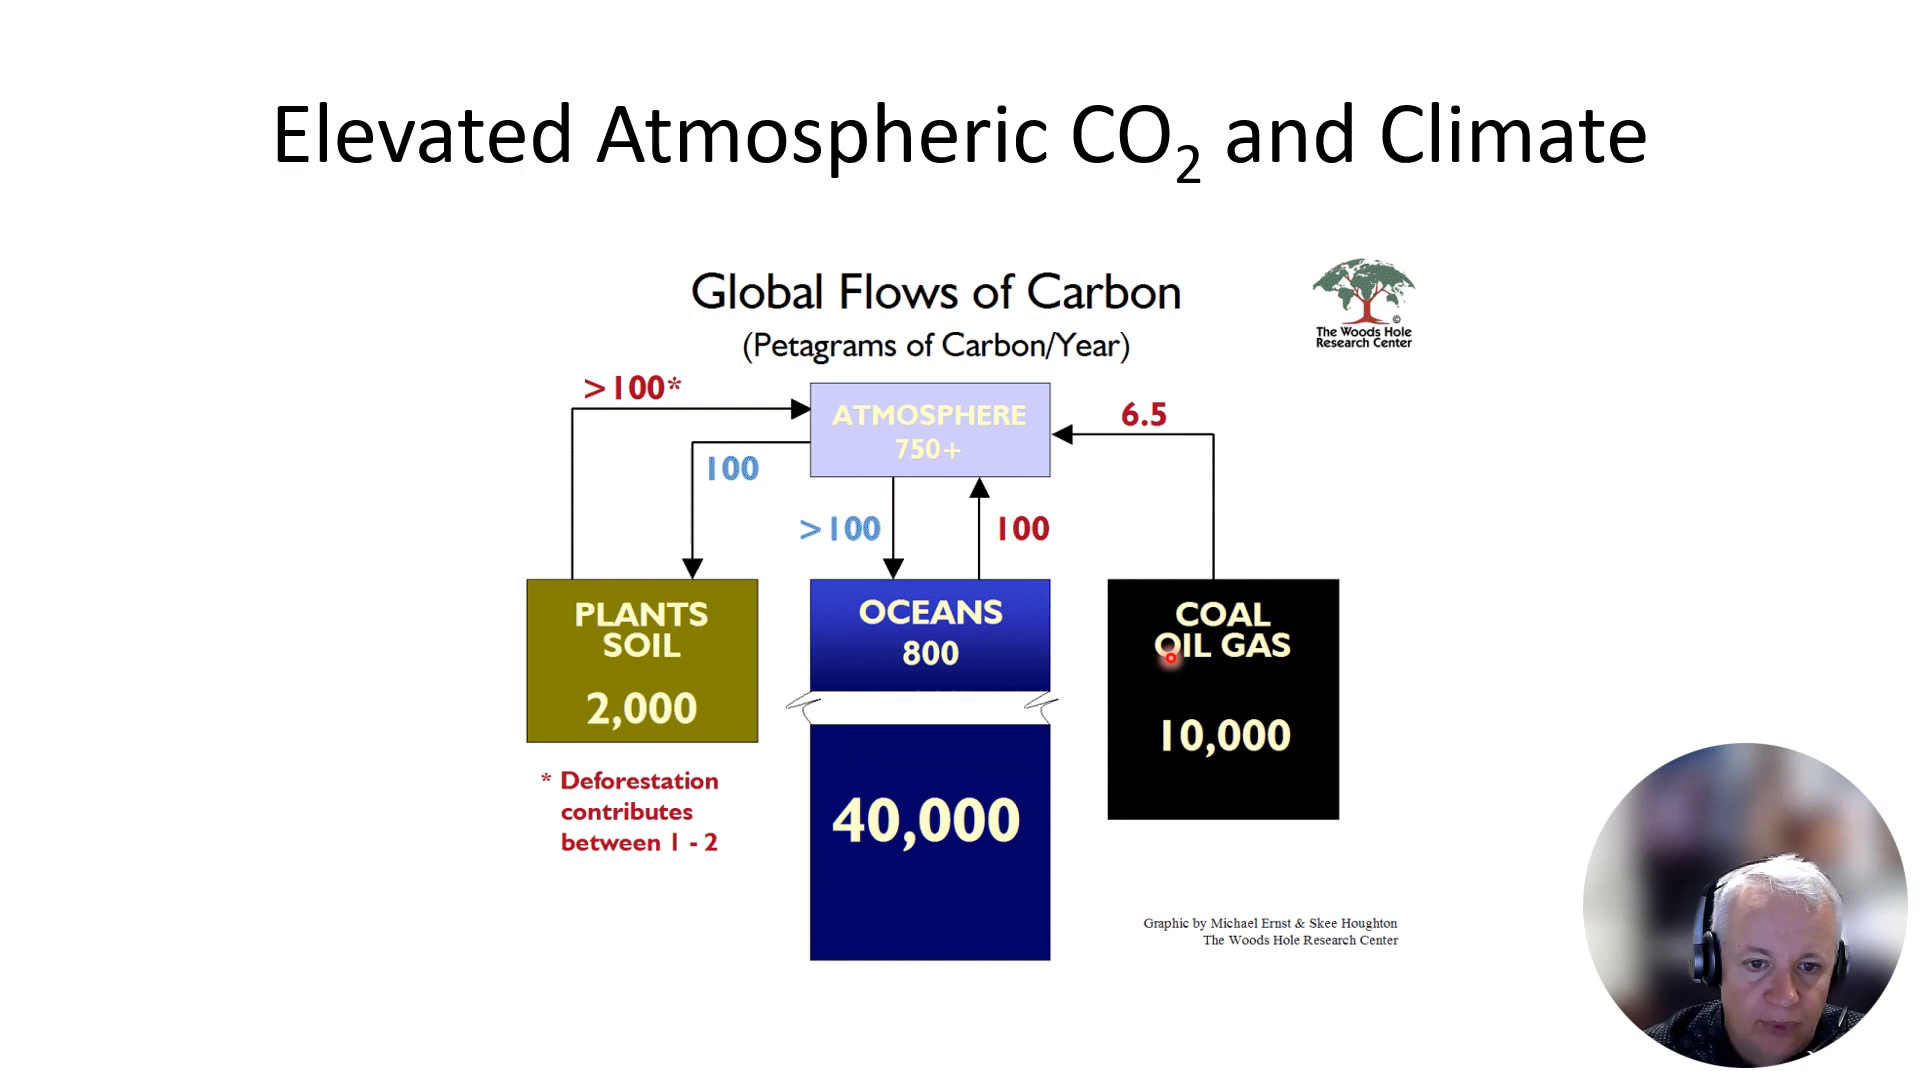 Elevated Atmospheric CO₂ and Climate
Global Flows of Carbon
(Petagrams of Carbon/Year)
©
The Woods Hole
Research Center
>100*
ATMOSPHERE
750+
6.5
100
>100
100
PLANTS
SOIL
2,000
OCEANS
800
COAL
OIL GAS
10,000
40,000
* Deforestation
contributes
between 1 - 2
Graphic by Michael Ernst & Skee Houghton
The Woods Hole Research Center